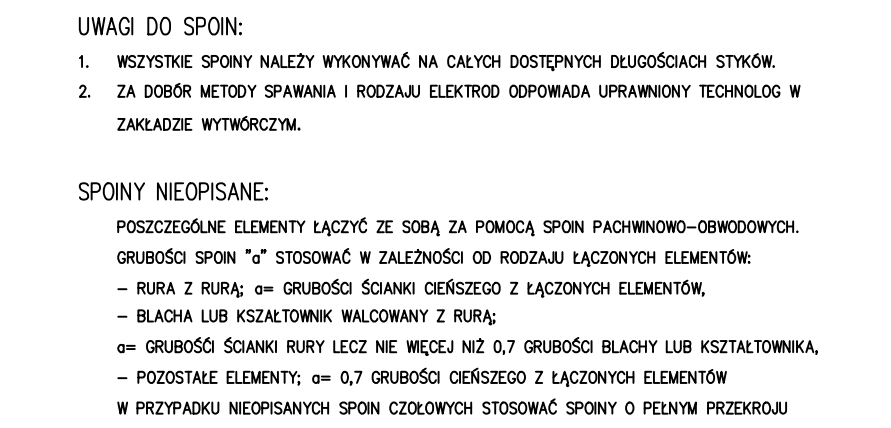 UWAGI DO SPOIN:
1. WSZYSTKIE SPOINY NALEŻY WYKONYWAĆ NA CAŁYCH DOSTĘPNYCH DŁUGOŚCIACH STYKÓW.
2. ZA DOBÓR METODY SPAWANIA I RODZAJU ELEKTROD ODPOWIADA UPRAWNIONY TECHNOLOG W
ZAKŁADZIE WYTWÓRCZYM.
SPOINY NIEOPISANE:
POSZCZEGÓLNE ELEMENTY ŁĄCZYĆ ZE SOBĄ ZA POMOCĄ SPOIN PACHWINOWO-OBWODOWYCH.
GRUBOŚCI SPOIN "a" STOSOWAĆ W ZALEŻNOŚCI OD RODZAJU ŁĄCZONYCH ELEMENTÓW:
- RURA Z RURĄ; a= GRUBOŚCI ŚCIANKI CIEŃSZEGO Z ŁĄCZONYCH ELEMENTÓW,
- BLACHA LUB KSZAŁTOWNIK WALCOWANY Z RURĄ;
a= GRUBOŚĆI ŚCIANKI RURY LECZ NIE WIĘCEJ NIŻ 0,7 GRUBOŚCI BLACHY LUB KSZTAŁTOWNIKA,
- POZOSTAŁE ELEMENTY; a= 0,7 GRUBOŚCI CIEŃSZEGO Z ŁĄCZONYCH ELEMENTÓW
W PRZYPADKU NIEOPISANYCH SPOIN CZOŁOWYCH STOSOWAĆ SPOINY O PEŁNYM PRZEKROJU